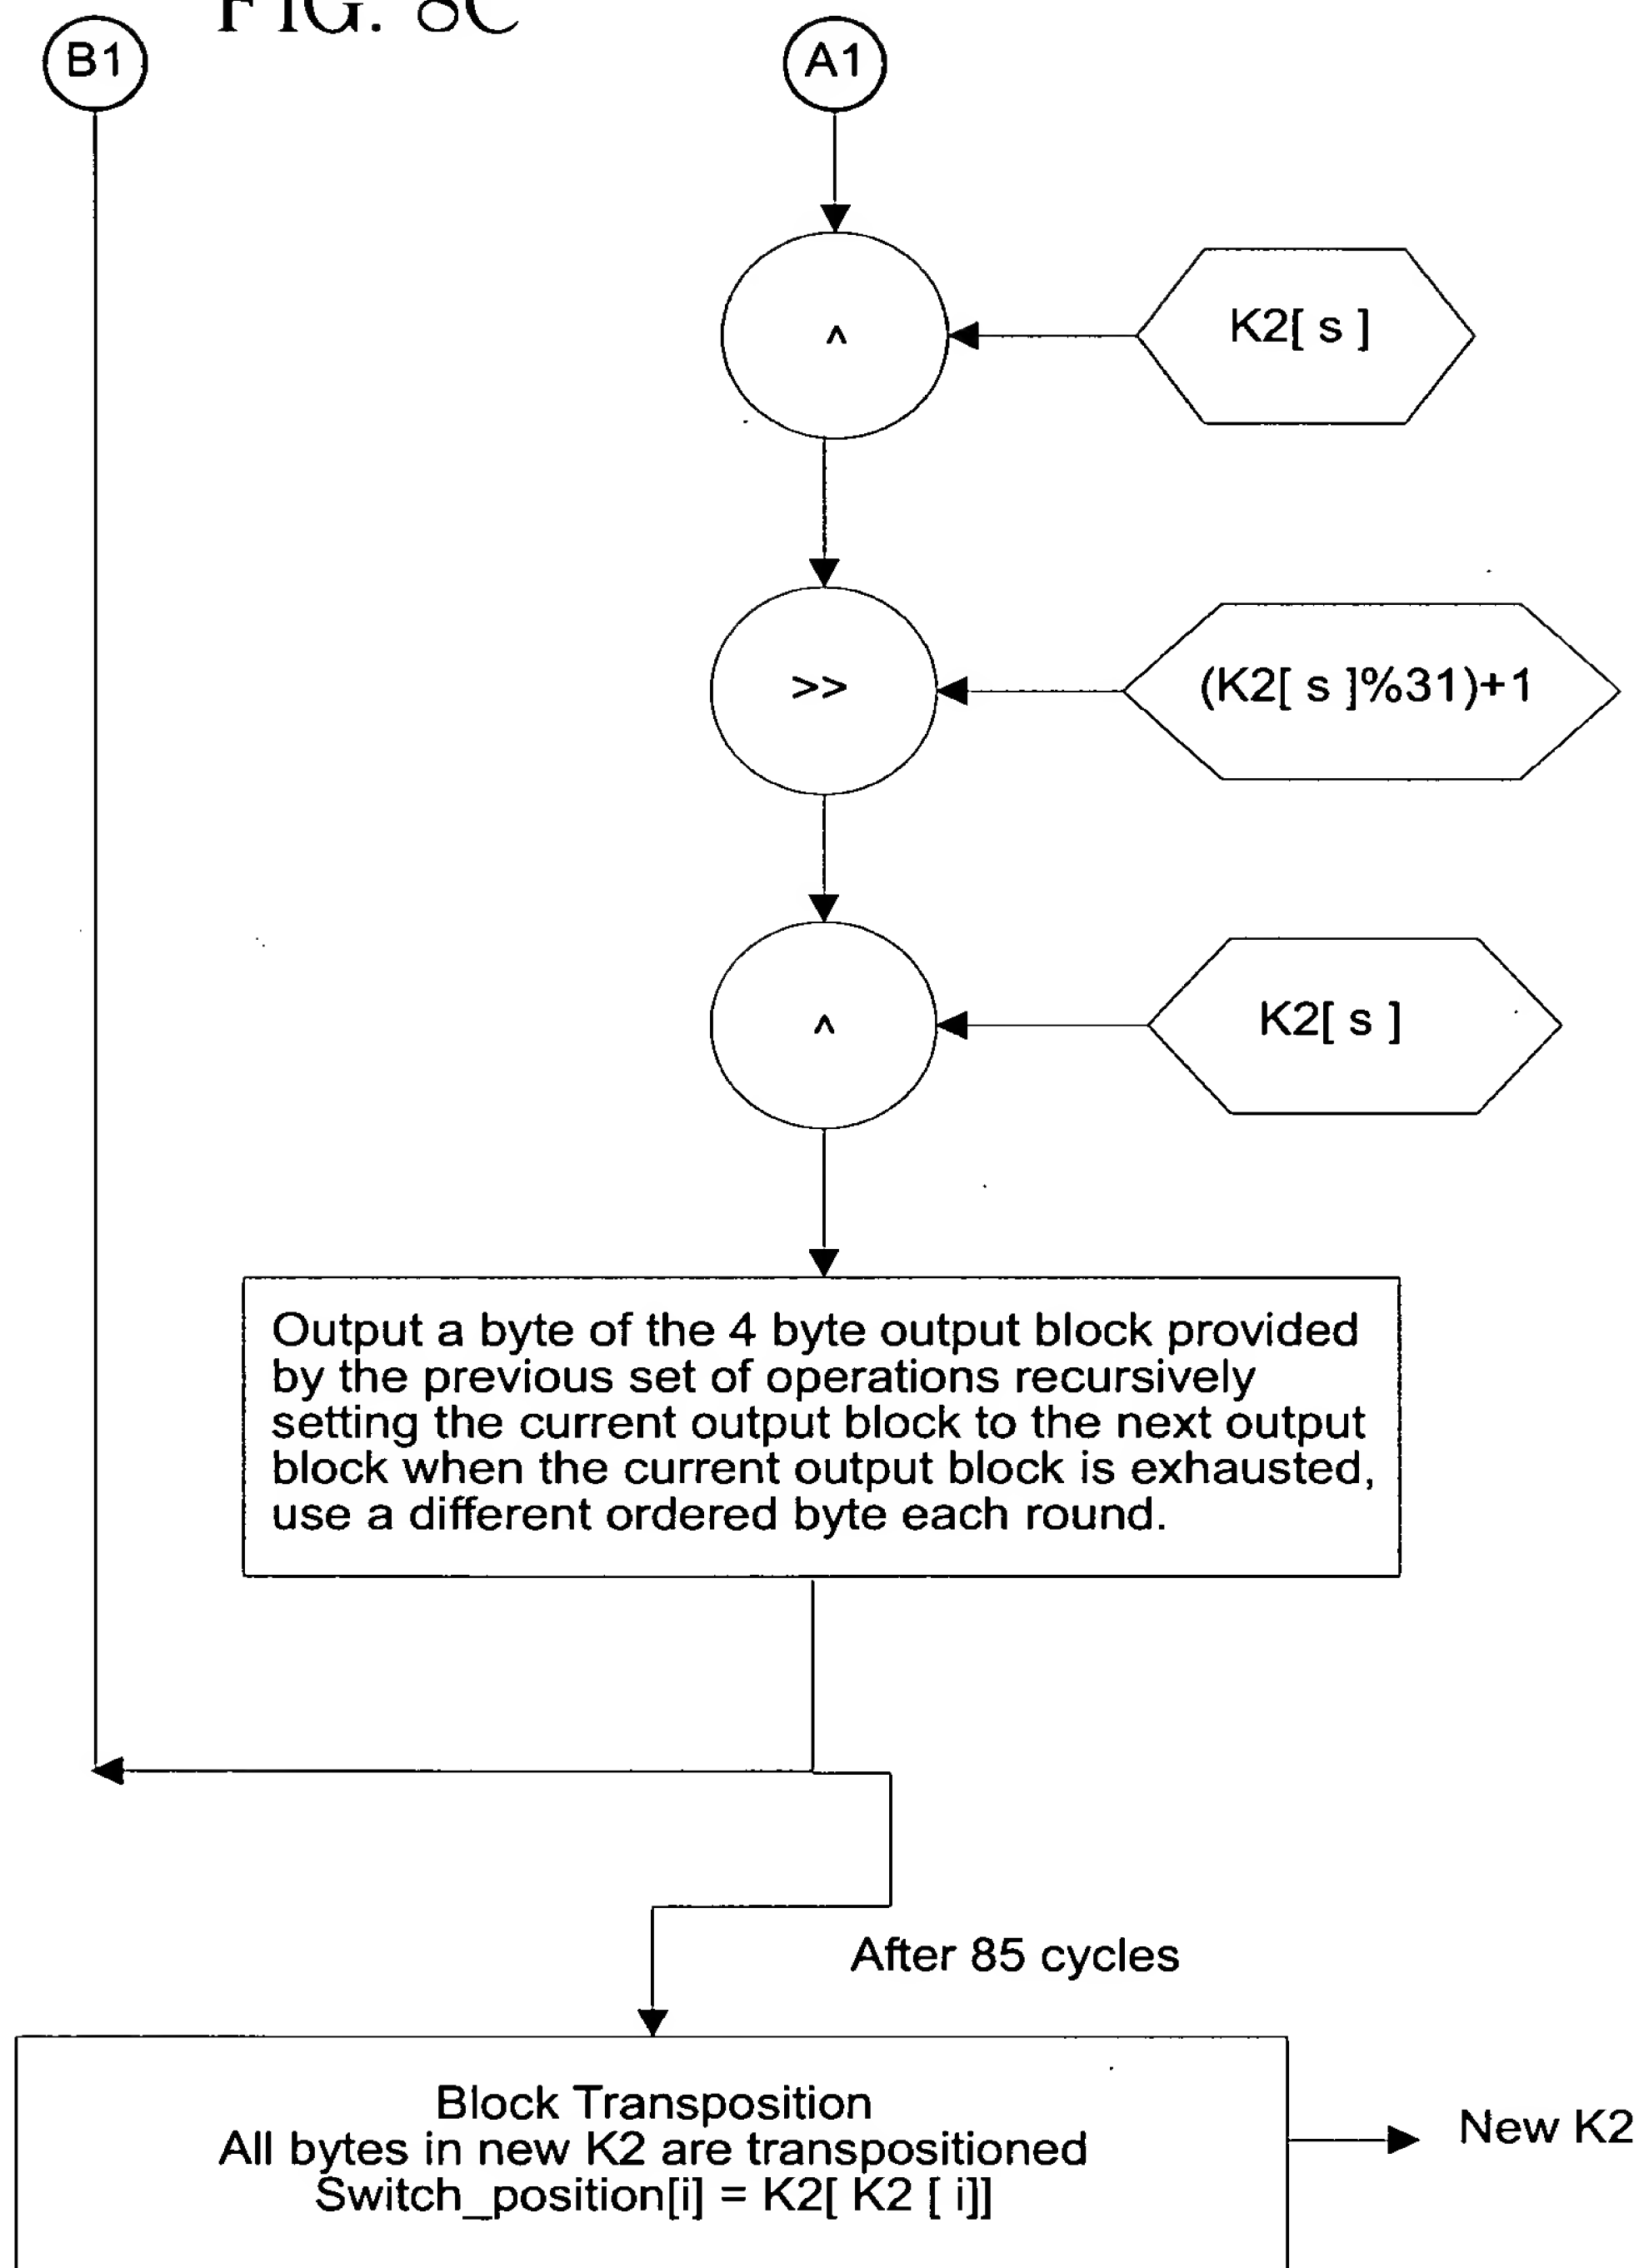 FIG. 8C
B1
A1
^
K2[ s ]
>>
(K2[ s ]%31)+1
^
K2[ s ]
Output a byte of the 4 byte output block provided
by the previous set of operations recursively
setting the current output block to the next output
block when the current output block is exhausted,
use a different ordered byte each round.
After 85 cycles
Block Transposition
All bytes in new K2 are transpositioned
Switch_position[i] = K2[ K2 [ i]]
New K2